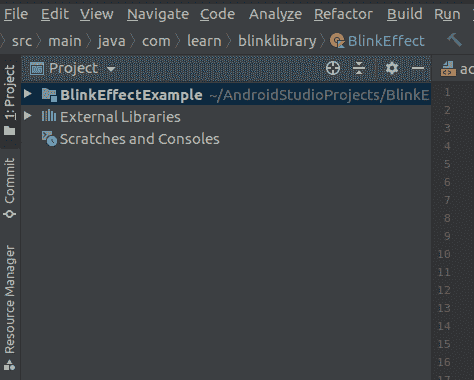 File Edit View Navigate Code Analyze Refactor Build Run
src main java com learn blinklibrary BlinkEffect
1: Project
Commit
Resource Manager
Project
BlinkEffectExample ~/AndroidStudioProjects/BlinkE
External Libraries
Scratches and Consoles
ac
1
2
3
4
5
6
7
8
9
10
11
12
13
14
15
16
17